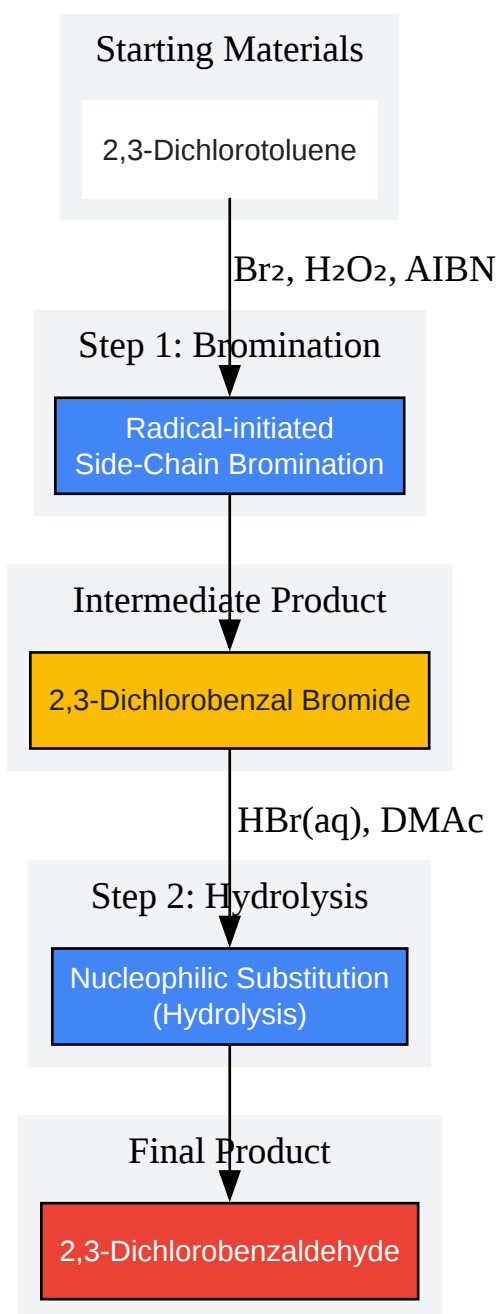 Starting Materials
2,3-Dichlorotoluene
Br₂, H₂O₂, AIBN
Step 1: Bromination
Radical-initiated
Side-Chain Bromination
Intermediate Product
2,3-Dichlorobenzal Bromide
HBr(aq), DMAc
Step 2: Hydrolysis
Nucleophilic Substitution
(Hydrolysis)
Final Product
2,3-Dichlorobenzaldehyde